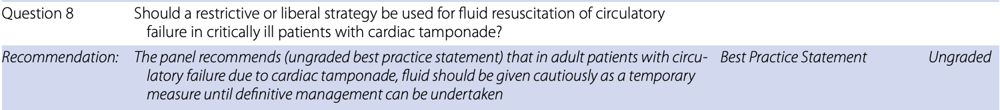 Question 8 Should a restrictive or liberal strategy be used for fluid resuscitation of circulatory
failure in critically ill patients with cardiac tamponade?
Recommendation: The panel recommends (ungraded best practice statement) that in adult patients with circu- Best Practice Statement Ungraded
latory failure due to cardiac tamponade, fluid should be given cautiously as a temporary
measure until definitive management can be undertaken